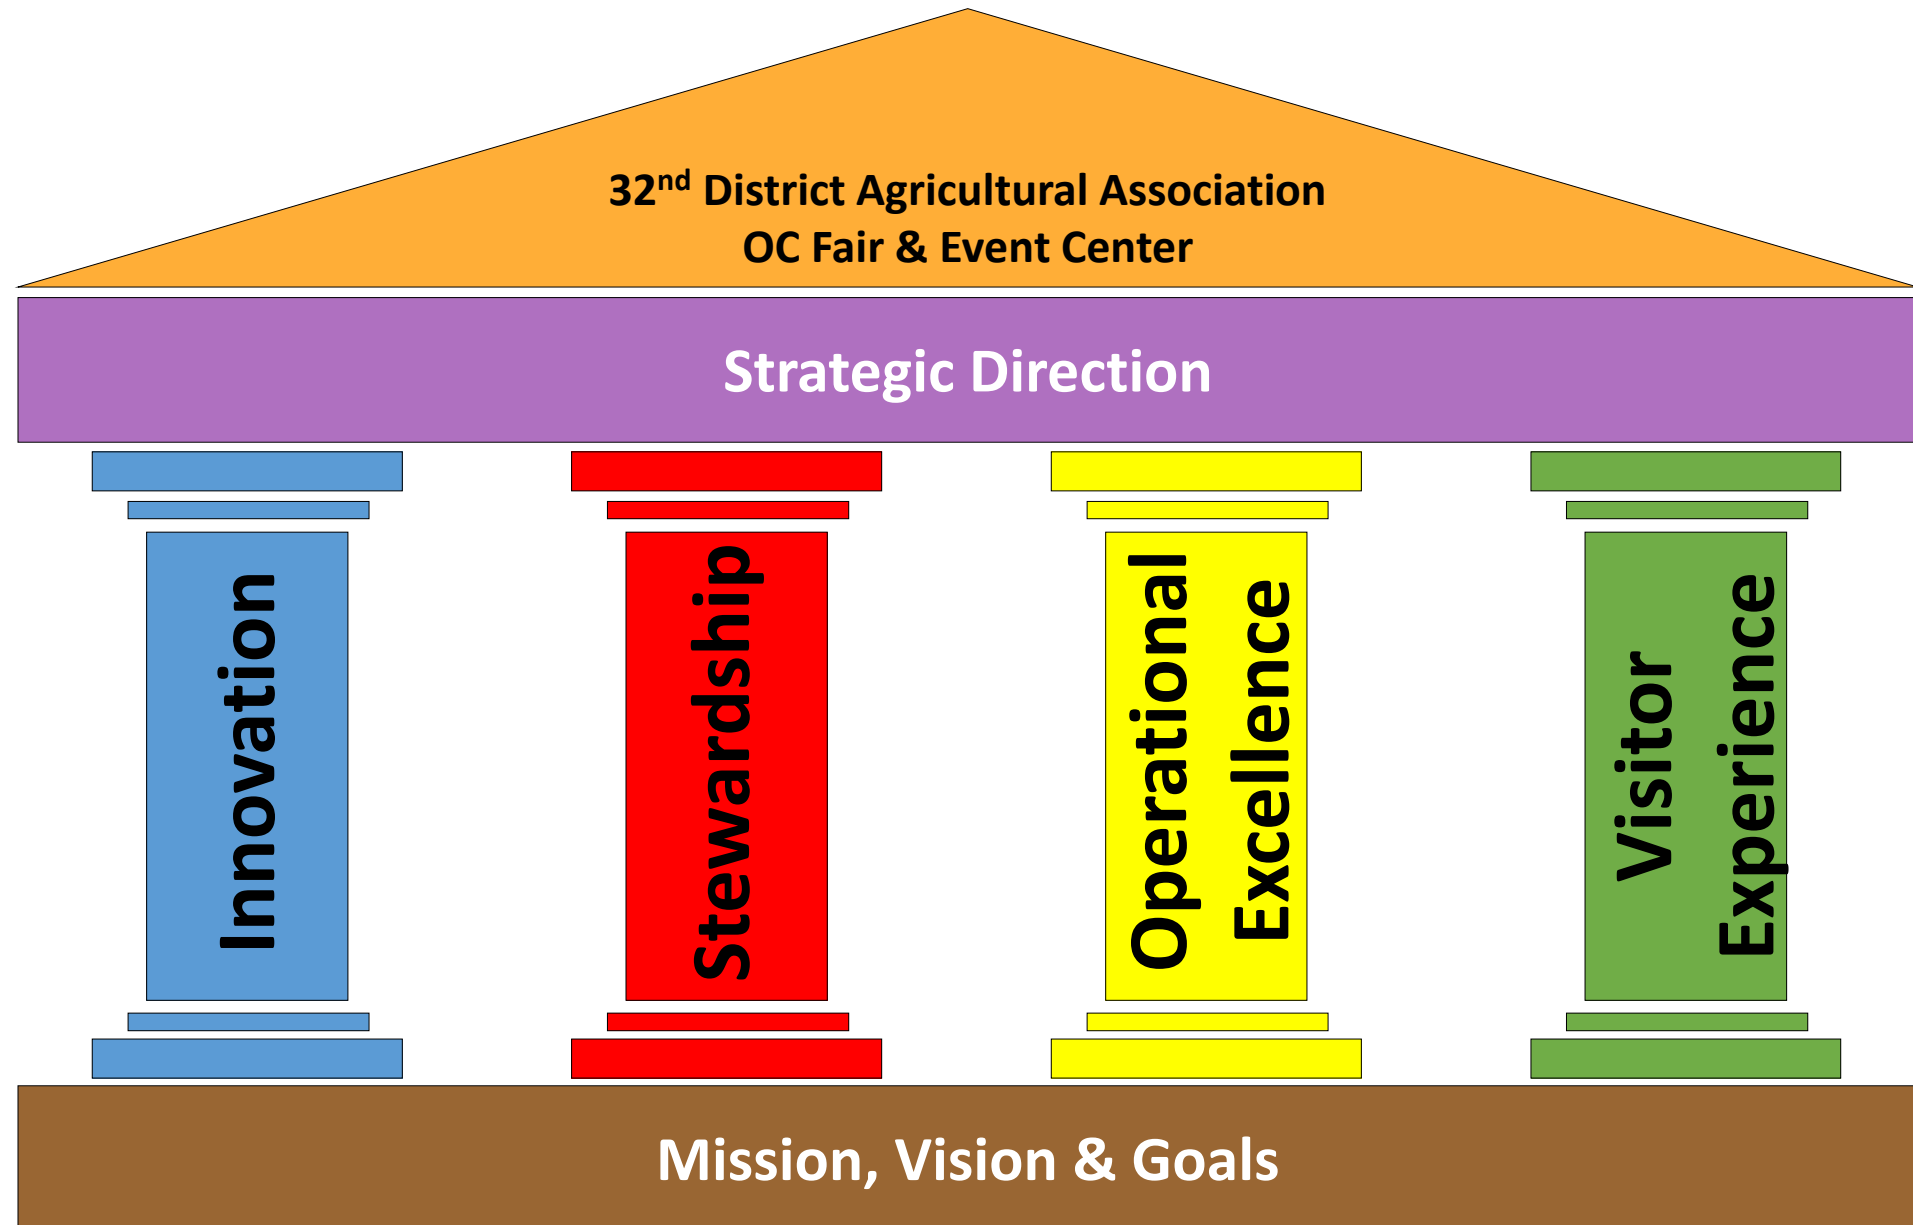 32nd District Agricultural Association
OC Fair & Event Center
Strategic Direction
Innovation
Stewardship
Operational
Excellence
Visitor
Experience
Mission, Vision & Goals